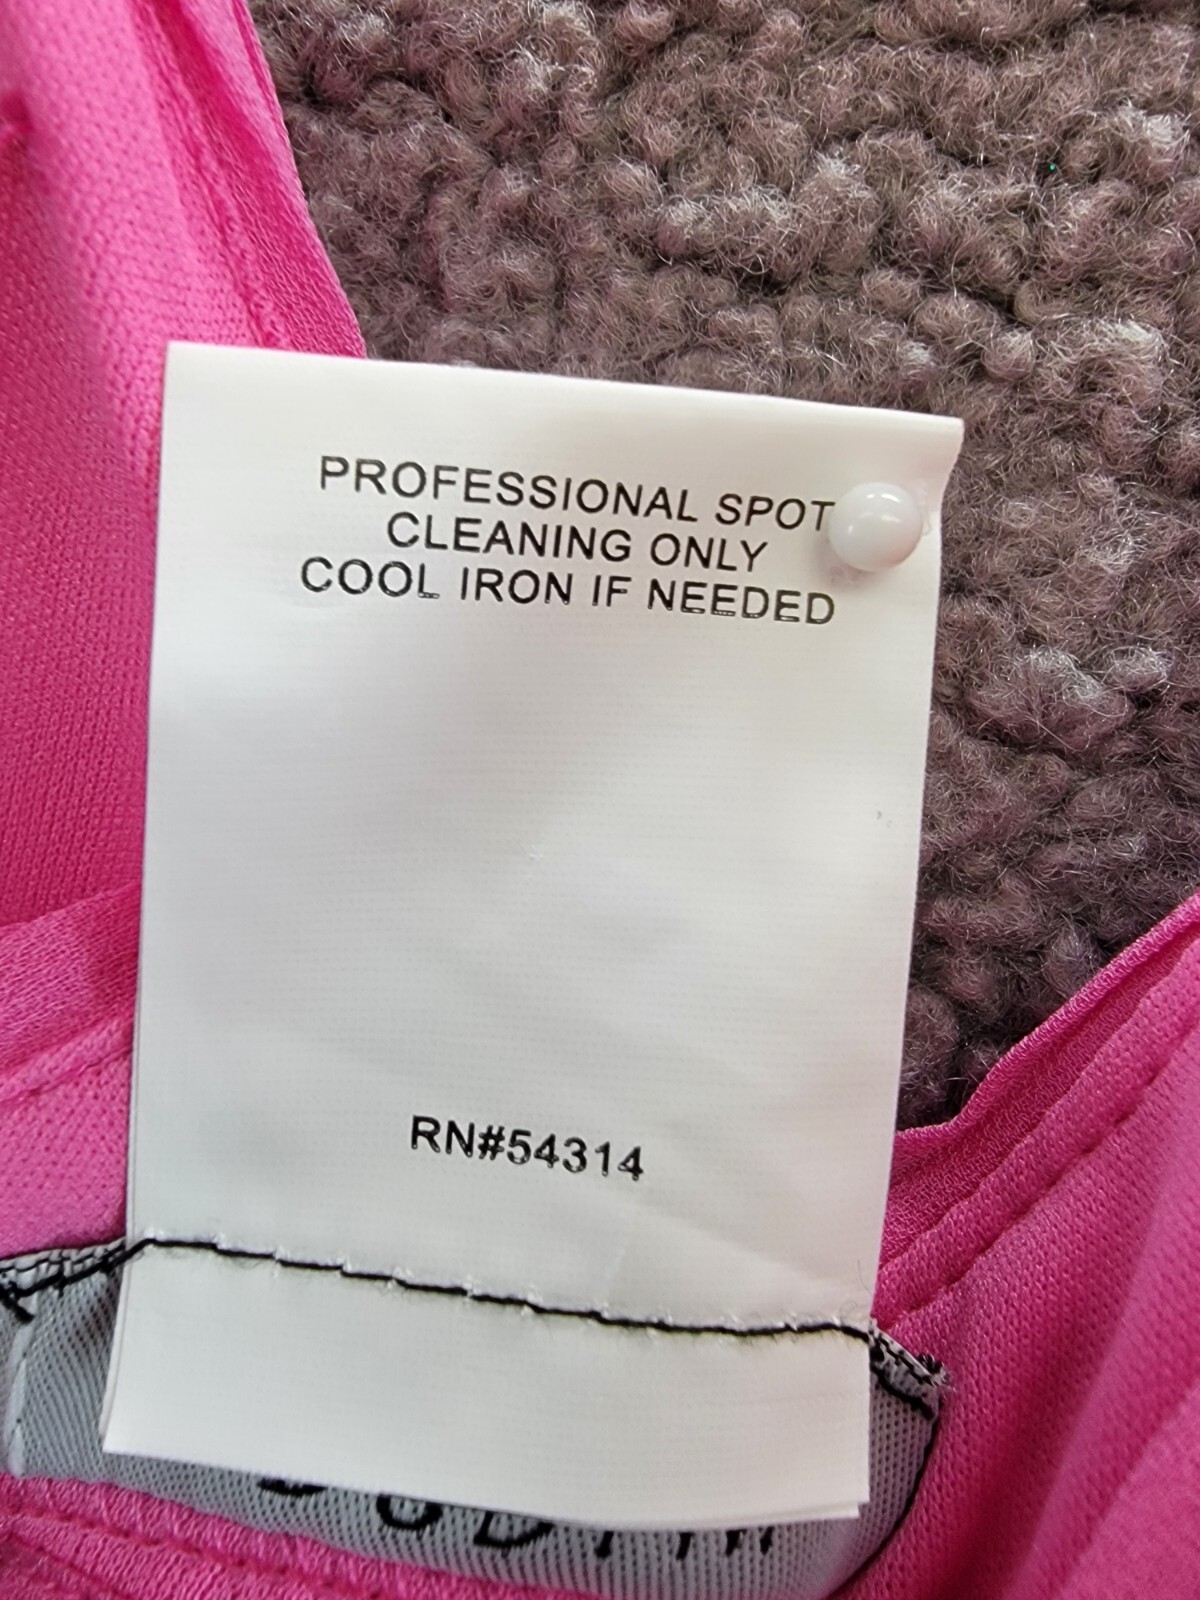 PROFESSIONAL SPOT
CLEANING ONLY
COOL IRON IF NEEDED
RN#54314